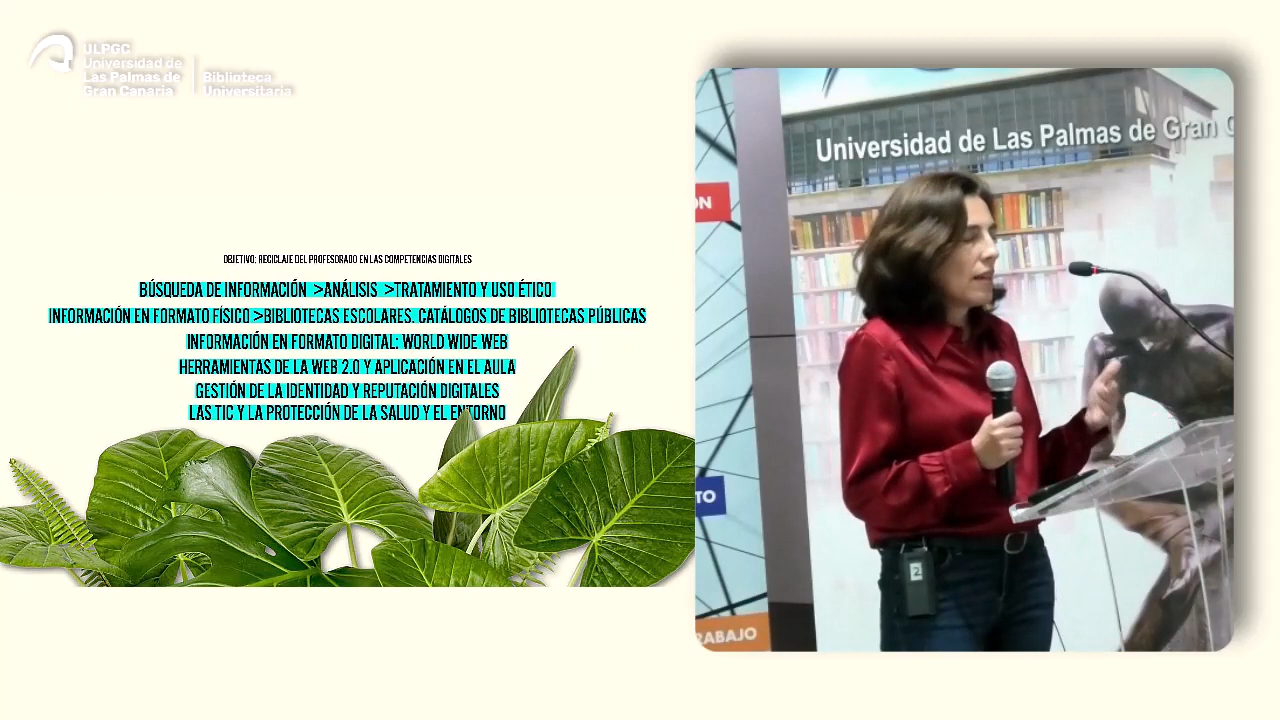 ULPGC
Universidad de
Las Palmas de
Gran Canaria
Biblioteca
Universitaria
OBJETIVO: RECICLAJE DEL PROFESORADO EN LAS COMPETENCIAS DIGITALES
BÚSQUEDA DE INFORMACIÓN >ANÁLISIS >TRATAMIENTO Y USO ÉTICO
INFORMACIÓN EN FORMATO FÍSICO >BIBLIOTECAS ESCOLARES. CATÁLOGOS DE BIBLIOTECAS PÚBLICAS
INFORMACIÓN EN FORMATO DIGITAL: WORLD WIDE WEB
HERRAMIENTAS DE LA WEB 2.0 Y APLICACIÓN EN EL AULA
GESTIÓN DE LA IDENTIDAD Y REPUTACIÓN DIGITALES
LAS TIC Y LA PROTECCIÓN DE LA SALUD Y EL ENTORNO
Universidad de Las Palmas de Gran C
ON
TO
RABAJO
2